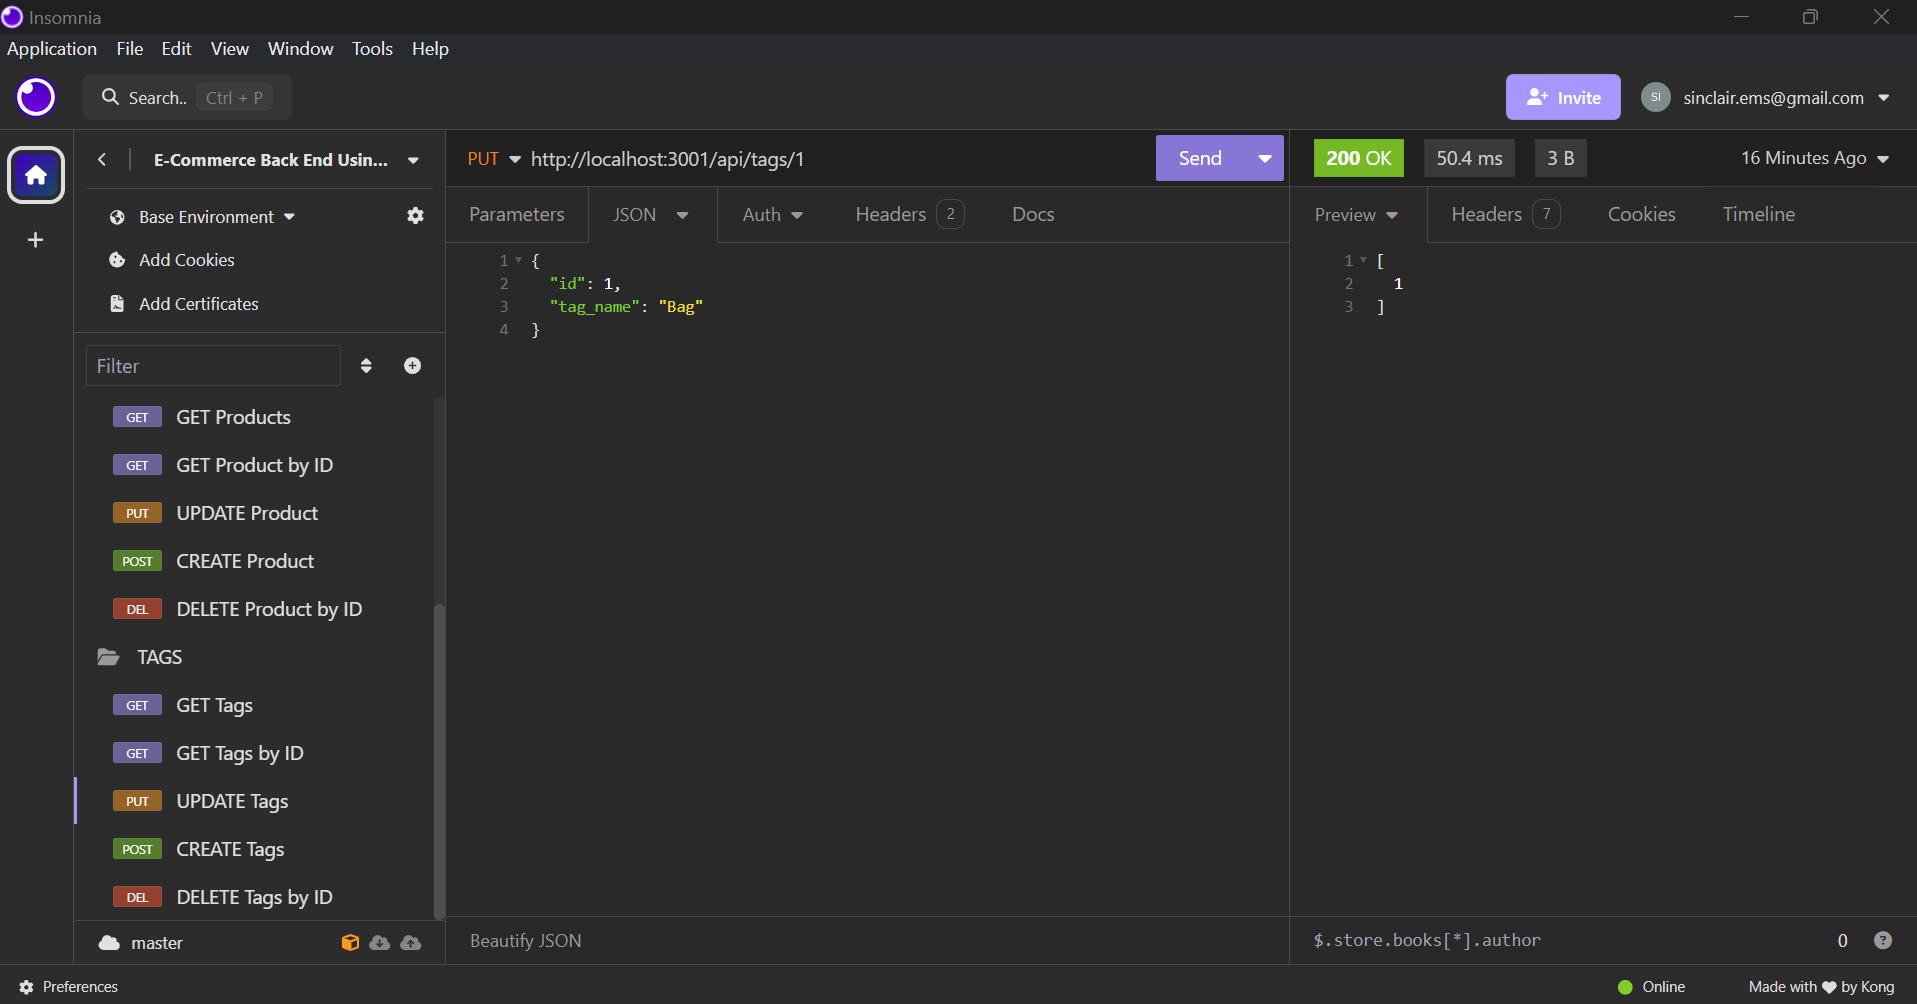 Insomnia
Application File Edit View Window Tools Help
Search.. Ctrl + P
Invite
SI
sinclair.ems@gmail.com
E-Commerce Back End Usin...
Base Environment
Add Cookies
Add Certificates
Filter
GET GET Products
GET GET Product by ID
PUT UPDATE Product
POST CREATE Product
DEL DELETE Product by ID
TAGS
GET GET Tags
GET GET Tags by ID
PUT UPDATE Tags
POST CREATE Tags
DEL DELETE Tags by ID
master
PUT http://localhost:3001/api/tags/1
Send
Parameters JSON Auth Headers 2 Docs
1 {
2 "id": 1,
3 "tag_name": "Bag"
4 }
Beautify JSON
200 OK 50.4 ms 3 B 16 Minutes Ago
Preview Headers 7 Cookies Timeline
1 [
2 1
3 ]
$.store.books[*].author 0 ?
Preferences
Online
Made with ♥ by Kong